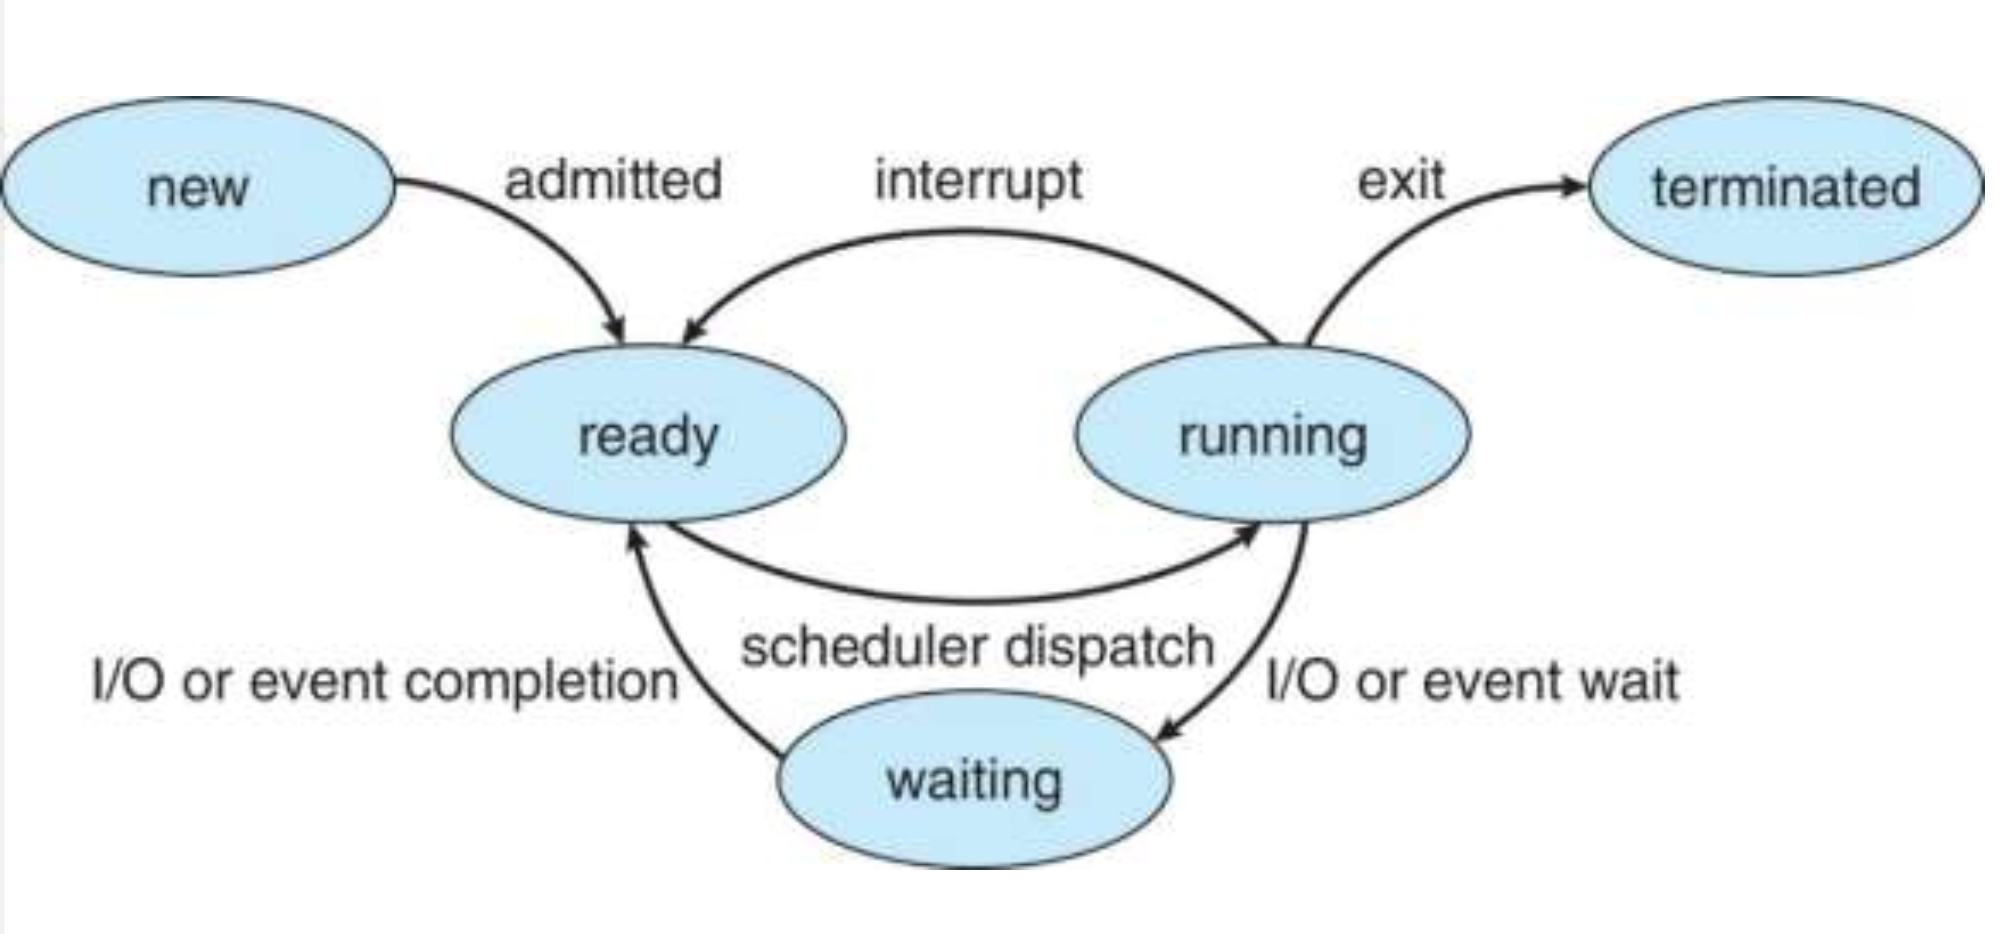 new
admitted
interrupt
exit
terminated
ready
running
scheduler dispatch
I/O or event completion
I/O or event wait
waiting